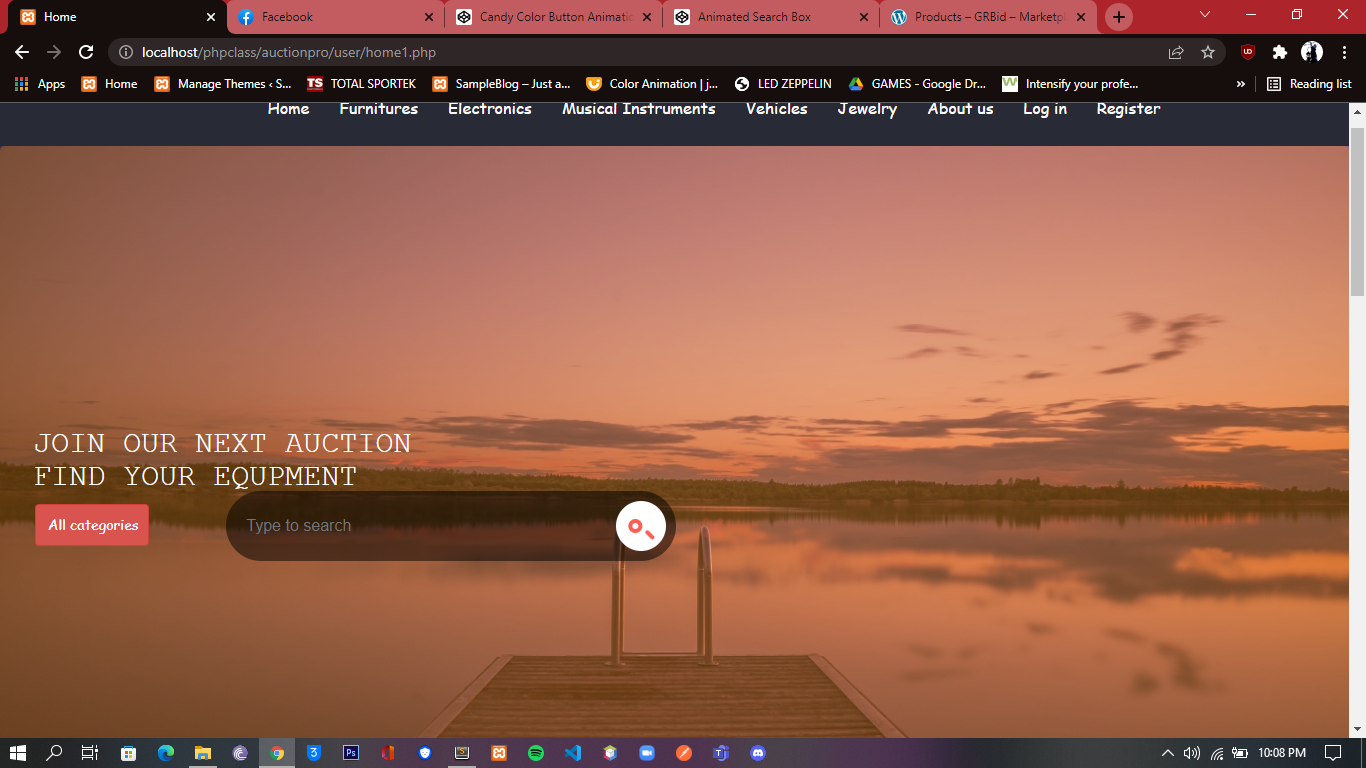 Home
Facebook
Candy Color Button Animatio
Animated Search Box
Products – GRBid – Marketpl
localhost/phpclass/auctionpro/user/home1.php
Apps
Home
Manage Themes ‹ S...
TS TOTAL SPORTEK
SampleBlog – Just a...
Color Animation | j...
LED ZEPPELIN
GAMES - Google Dr...
W Intensify your profe...
»
Reading list
Home Furnitures Electronics Musical Instruments Vehicles Jewelry About us Log in Register
JOIN OUR NEXT AUCTION
FIND YOUR EQUPMENT
All categories
Type to search
3
Ps
10:08 PM